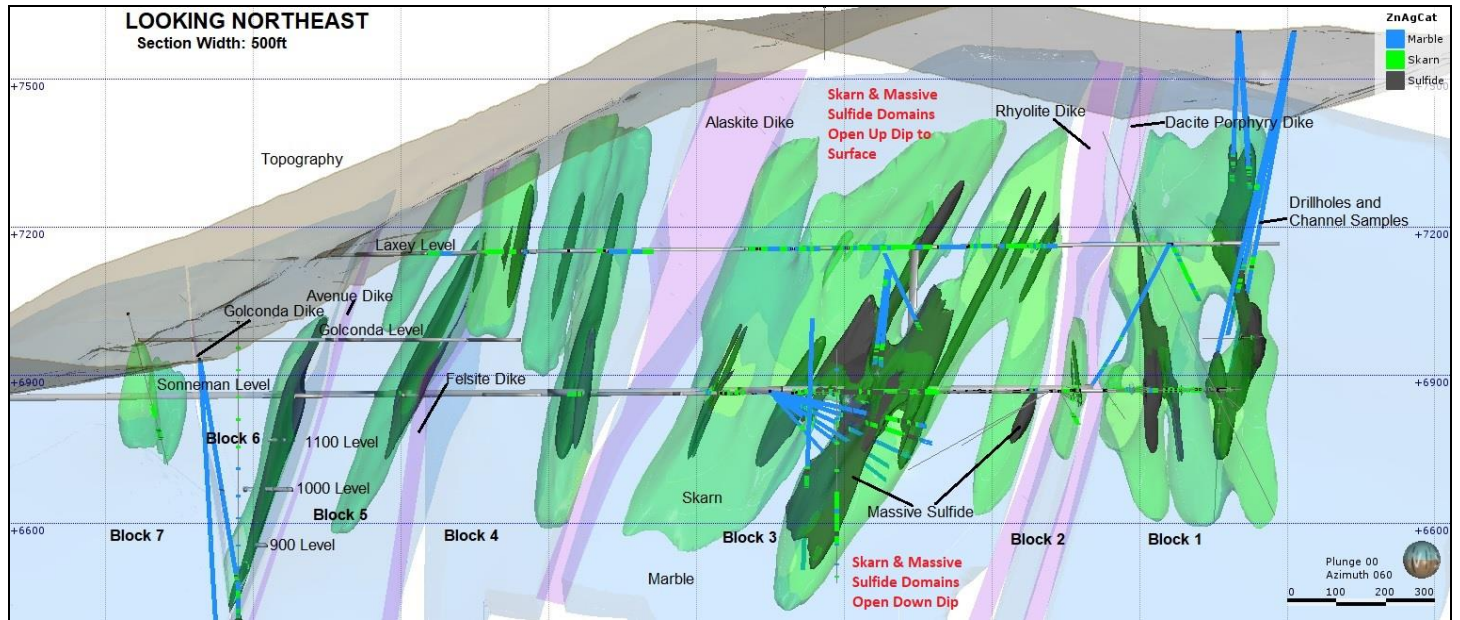 LOOKING NORTHEAST
Section Width: 500ft
ZnAgCat
Marble
Skarn
Sulfide
+7500
+7500
Skarn & Massive
Sulfide Domains
Open Up Dip to
Surface
Alaskite Dike
Rhyolite Dike
Dacite Porphyry Dike
Topography
Drillholes and
Channel Samples
+7200
+7200
Laxey Level
Avenue Dike
Golconda Dike
Golconda Level
+6900
+6900
Sonneman Level
Felsite Dike
Block 6
1100 Level
1000 Level
Skarn
Massive Sulfide
Block 5
+6600
+6600
Block 7
900 Level
Block 4
Block 3
Block 2
Block 1
Marble
Skarn & Massive
Sulfide Domains
Open Down Dip
Plunge 00
Azimuth 060
0 100 200 300